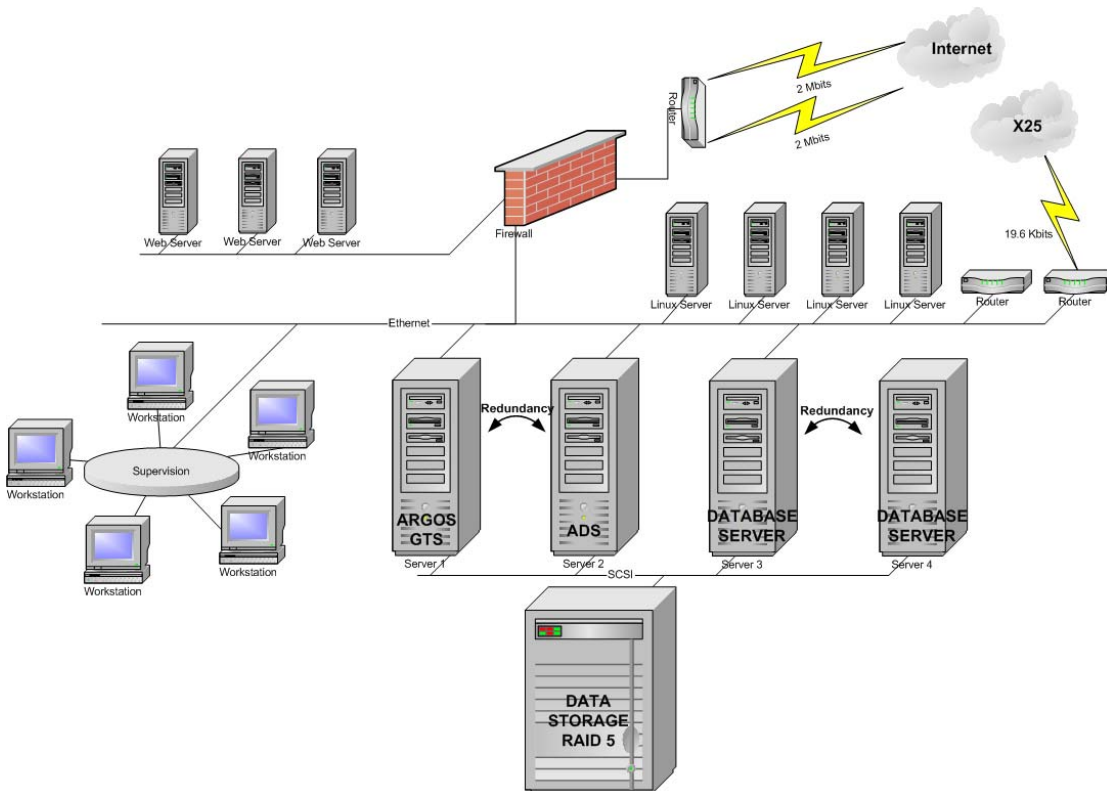 Internet
2 Mbits
Router
2 Mbits
X25
19.6 Kbits
Web Server
Web Server
Web Server
Firewall
Linux Server
Linux Server
Linux Server
Linux Server
Router
Router
Ethernet
Workstation
Workstation
Workstation
Supervision
Workstation
Workstation
Redundancy
Redundancy
ARGOS
GTS
ADS
DATABASE
SERVER
DATABASE
SERVER
Server 1
Server 2
Server 3
Server 4
SCSI
DATA
STORAGE
RAID 5